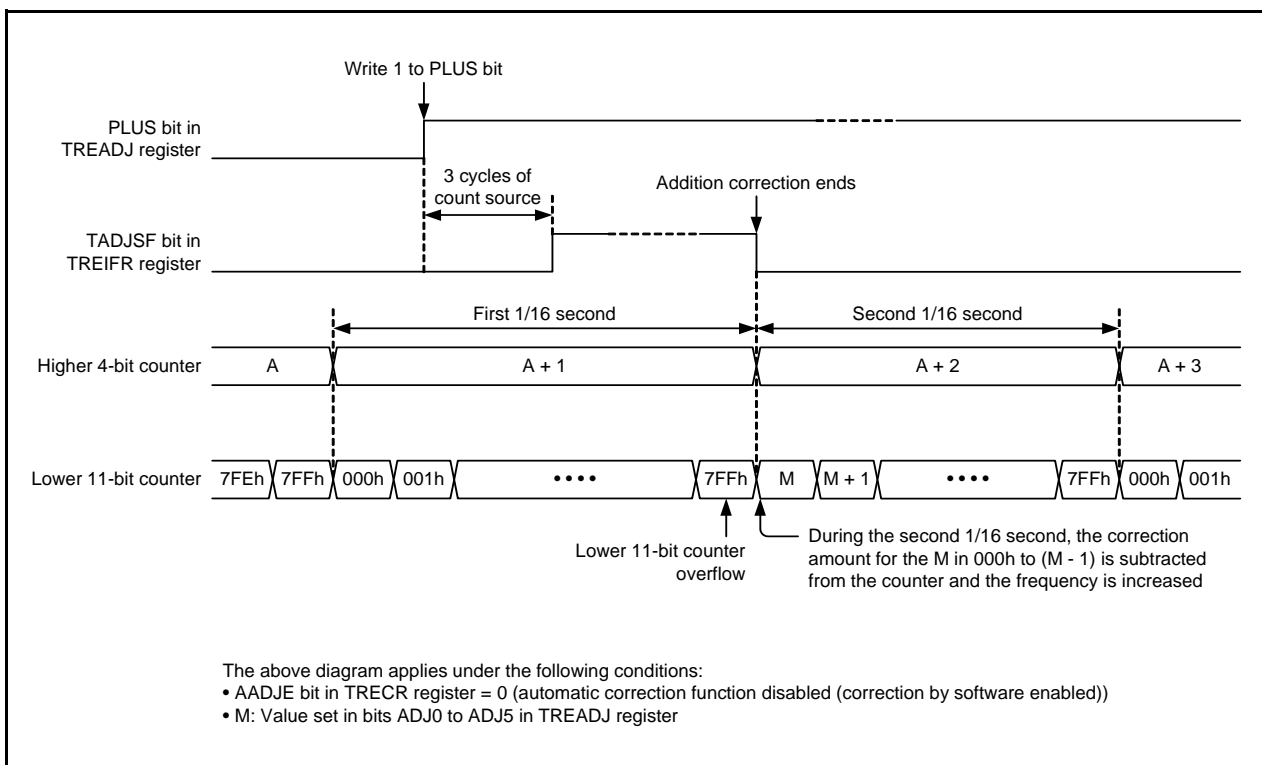 Write 1 to PLUS bit
PLUS bit in
TREADJ register
3 cycles of
count source
Addition correction ends
TADJSF bit in
TREIFR register
First 1/16 second
Second 1/16 second
Higher 4-bit counter
A
A + 1
A + 2
A + 3
Lower 11-bit counter
7FEh
7FFh
000h
001h
••••
7FFh
M
M + 1
••••
7FFh
000h
001h
Lower 11-bit counter
overflow
During the second 1/16 second, the correction
amount for the M in 000h to (M - 1) is subtracted
from the counter and the frequency is increased
The above diagram applies under the following conditions:
• AADJE bit in TRECR register = 0 (automatic correction function disabled (correction by software enabled))
• M: Value set in bits ADJ0 to ADJ5 in TREADJ register